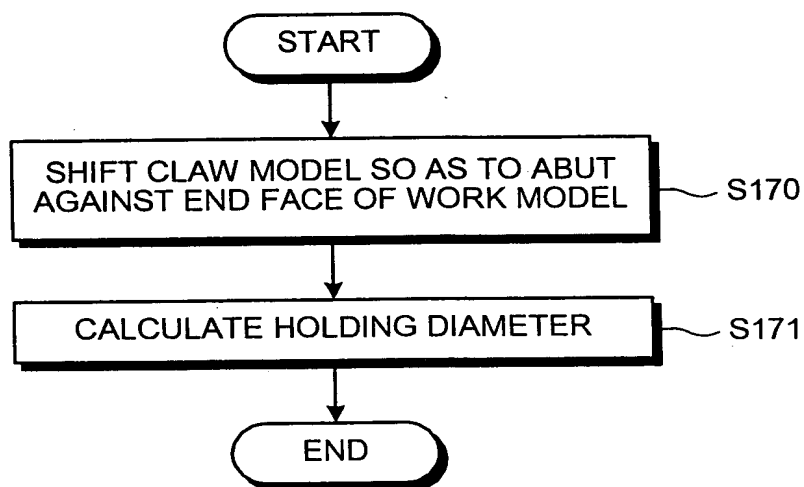 START
SHIFT CLAW MODEL SO AS TO ABUT
AGAINST END FACE OF WORK MODEL
S170
CALCULATE HOLDING DIAMETER
S171
END